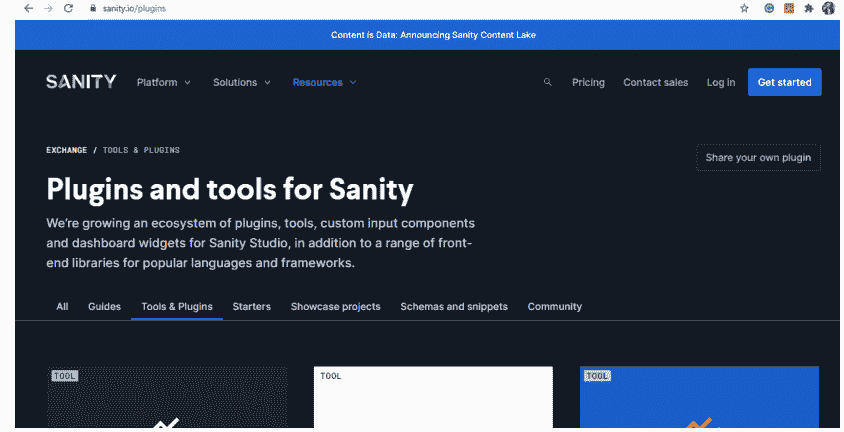 sanity.io/plugins
Content is Data: Announcing Sanity Content Lake
SANITY Platform Solutions Resources Pricing Contact sales Log in Get started
EXCHANGE / TOOLS & PLUGINS
Share your own plugin
Plugins and tools for Sanity
We're growing an ecosystem of plugins, tools, custom input components
and dashboard widgets for Sanity Studio, in addition to a range of front-
end libraries for popular languages and frameworks.
All Guides Tools & Plugins Starters Showcase projects Schemas and snippets Community
TOOL TOOL TOOL